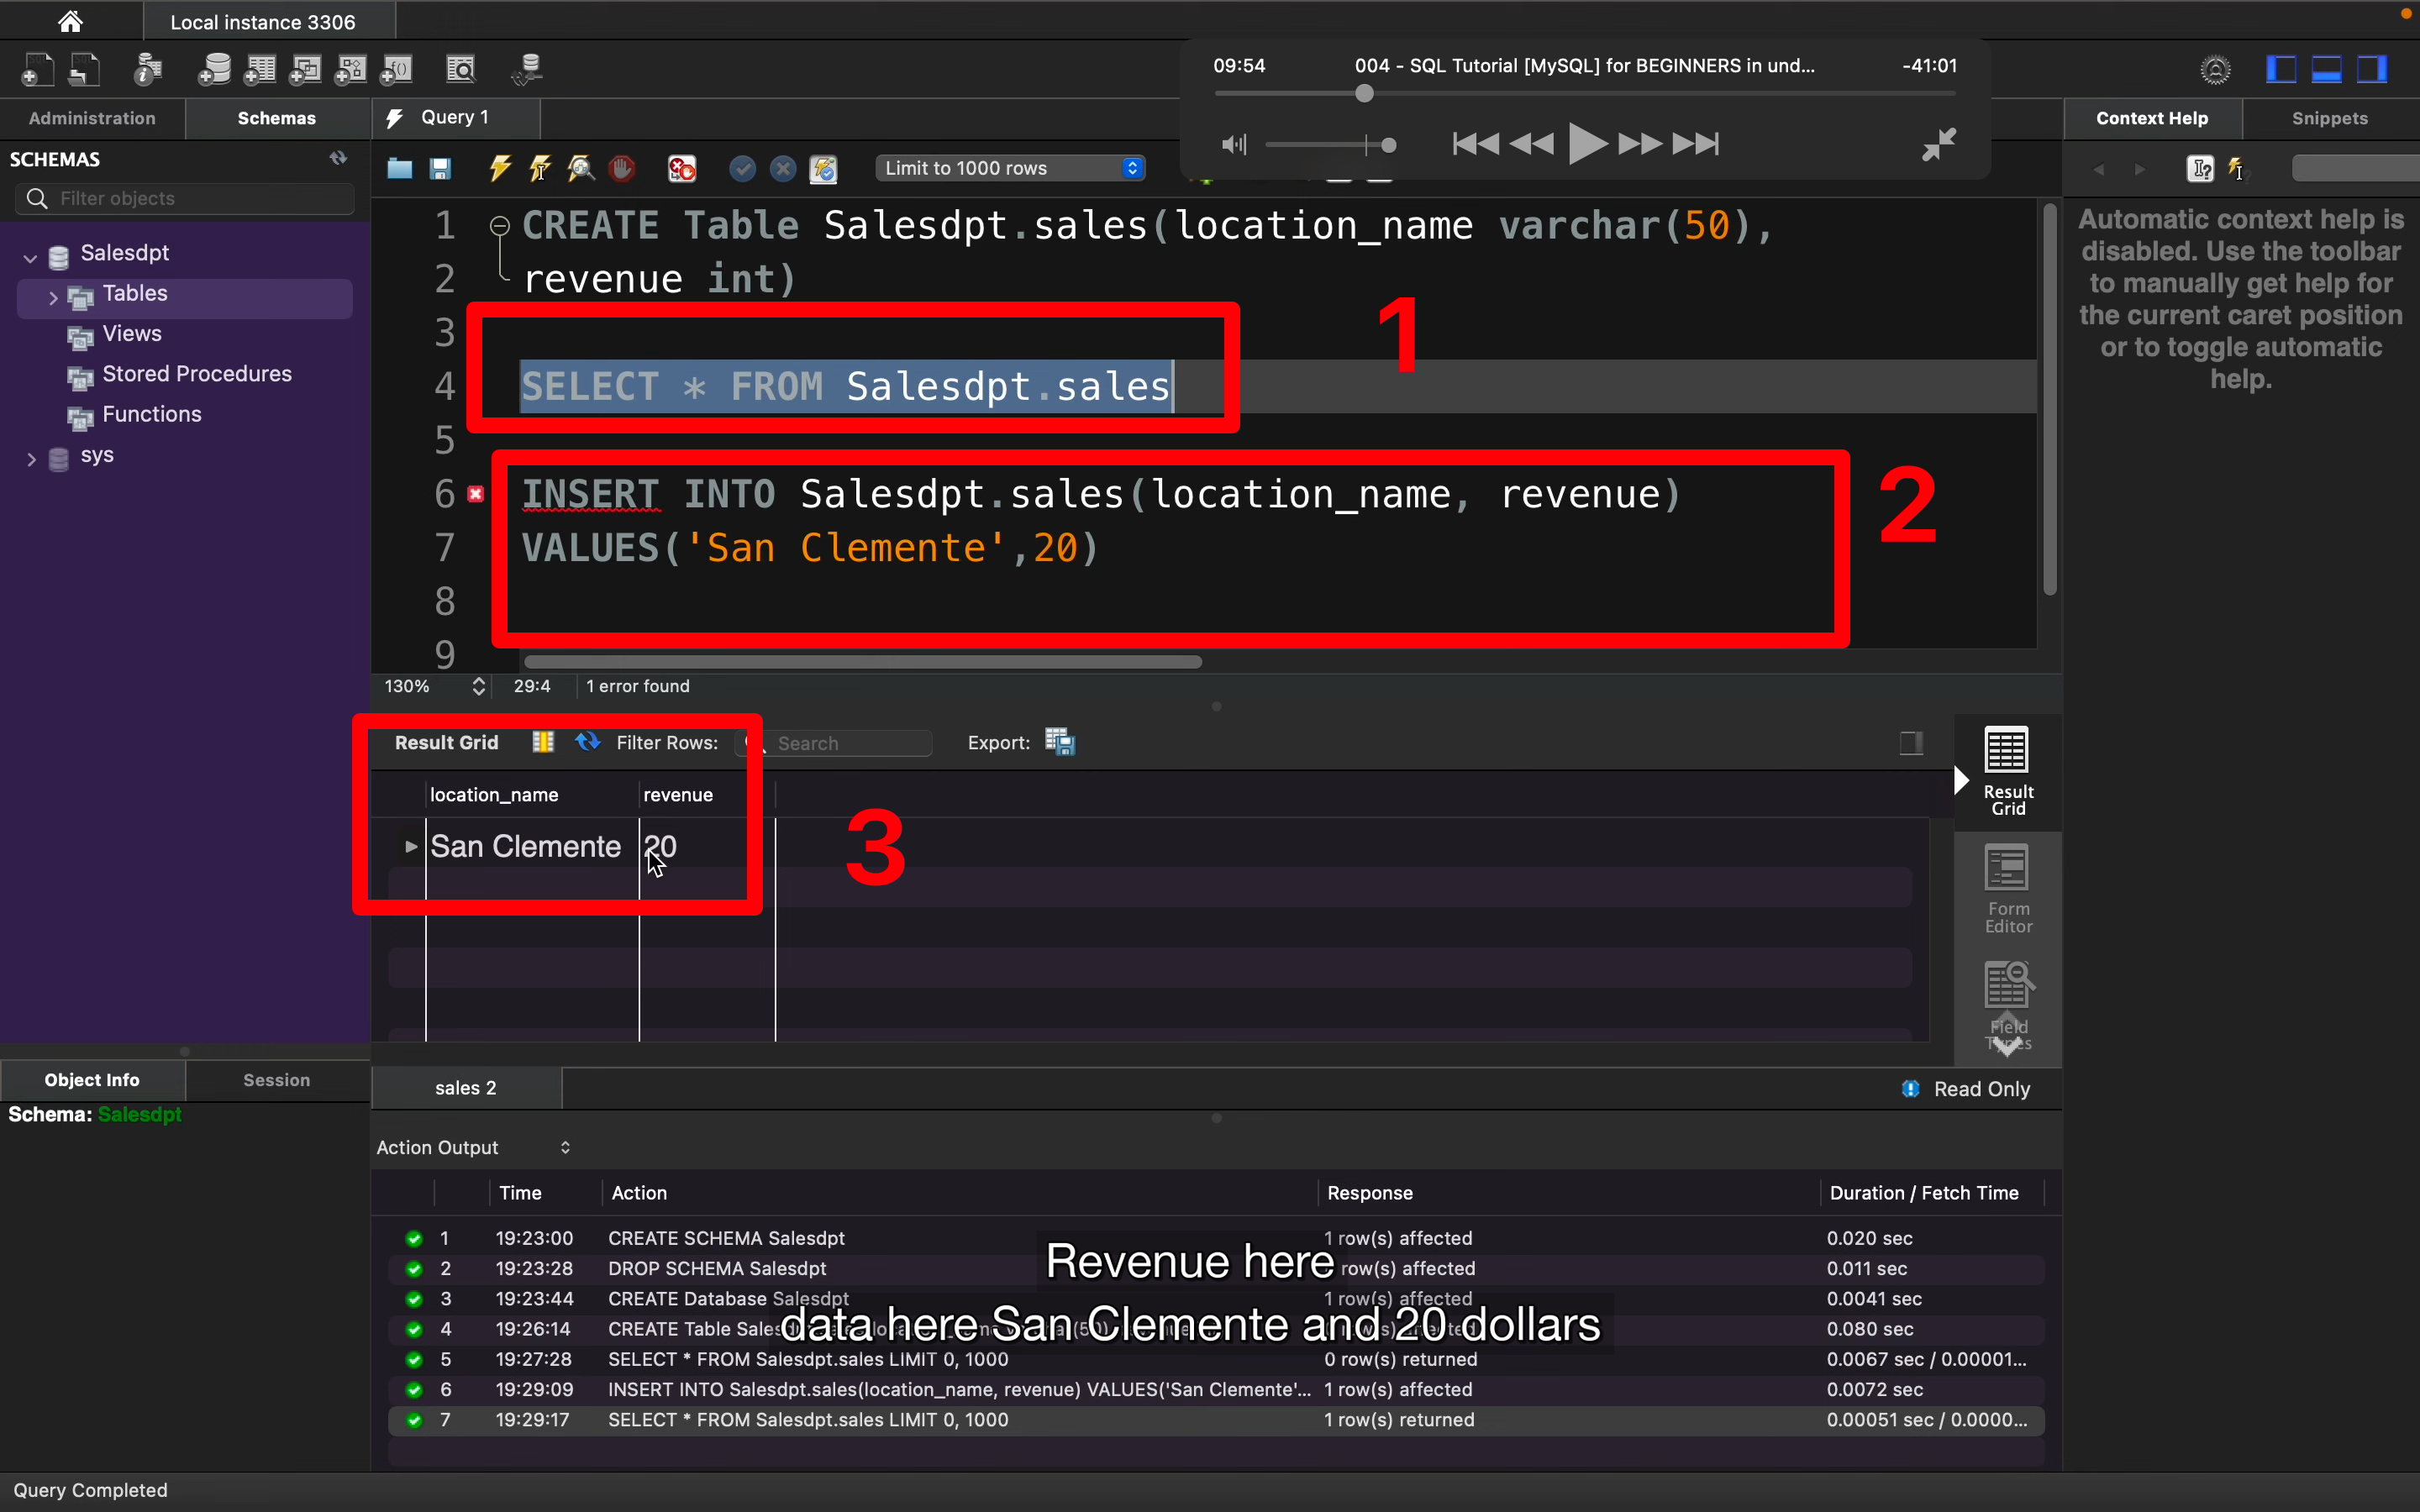 Local instance 3306
09:54 004 - SQL Tutorial [MySQL] for BEGINNERS in und... -41:01
Administration Schemas
Query 1
Context Help Snippets
SCHEMAS
Limit to 1000 rows
Filter objects
Salesdpt
Tables
Views
Stored Procedures
Functions
sys
1 CREATE Table Salesdpt.sales(location_name varchar(50),
2 revenue int)
3
4 SELECT * FROM Salesdpt.sales
5
6 INSERT INTO Salesdpt.sales(location_name, revenue)
7 VALUES('San Clemente',20)
8
9
1
2
Automatic context help is
disabled. Use the toolbar
to manually get help for
the current caret position
or to toggle automatic
help.
130% 29:4 1 error found
Result Grid Filter Rows: Search Export:
location_name revenue
San Clemente 20
3
Result
Grid
Form
Editor
Field
Types
Object Info Session
Schema: Salesdpt
sales 2
Read Only
Action Output
Time Action Response Duration / Fetch Time
1 19:23:00 CREATE SCHEMA Salesdpt 1 row(s) affected 0.020 sec
2 19:23:28 DROP SCHEMA Salesdpt row(s) affected 0.011 sec
3 19:23:44 CREATE Database Salesdpt 1 row(s) affected 0.0041 sec
4 19:26:14 CREATE Table 0.080 sec
5 19:27:28 SELECT * FROM Salesdpt.sales LIMIT 0, 1000 0 row(s) returned 0.0067 sec / 0.00001...
6 19:29:09 INSERT INTO Salesdpt.sales(location_name, revenue) VALUES('San Clemente'... 1 row(s) affected 0.0072 sec
7 19:29:17 SELECT * FROM Salesdpt.sales LIMIT 0, 1000 1 row(s) returned 0.00051 sec / 0.0000...
Revenue here
data here San Clemente and 20 dollars
Query Completed